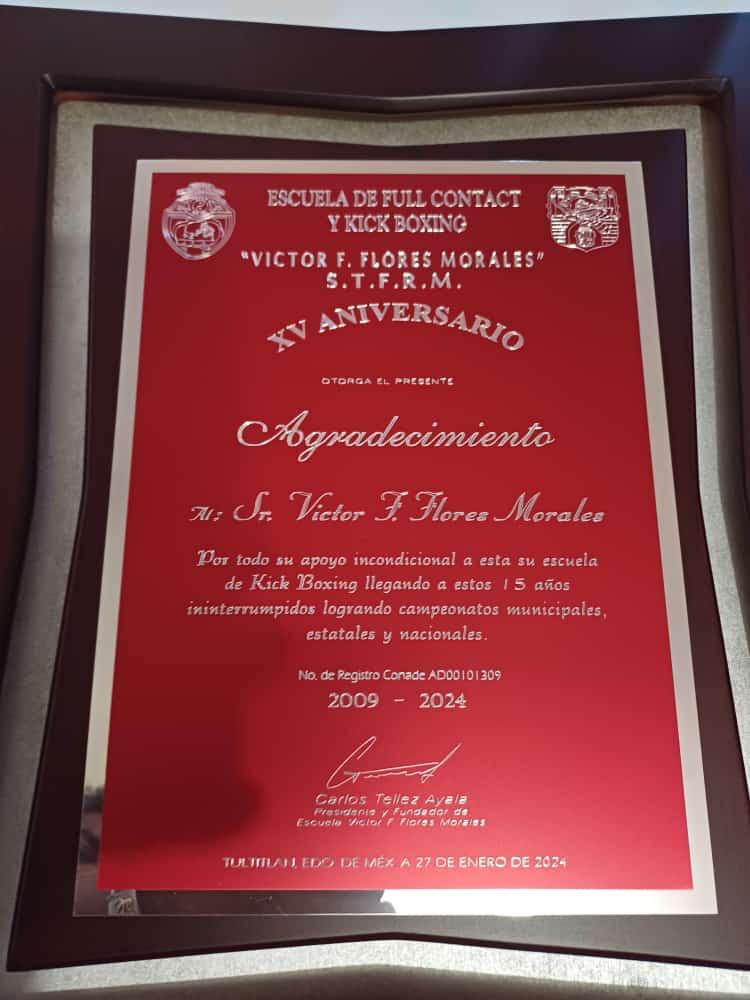 ESCUELA DE FULL CONTACT
Y KICK BOXING
"VICTOR F. FLORES MORALES"
S.T.F.R.M.
XV ANIVERSARIO
OTORGA EL PRESENTE
Agradecimiento
Al: Sr. Victor F. Flores Morales
Por todo su apoyo incondicional a esta su escuela
de Kick Boxing llegando a estos 15 años
ininterrumpidos logrando campeonatos municipales,
estatales y nacionales.
No. de Registro Conade AD00101309
2009 - 2024
Carlos Tellez Ayala
Presidente y Fundador de
Escuela Victor F Flores Morales
TULTITLAN, EDO. DE MÉX. A 27 DE ENERO DE 2024